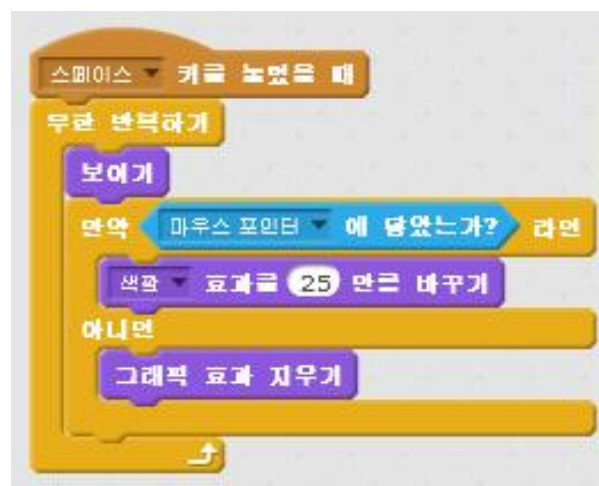 스페이스 키를 눌렀을 때
무한 반복하기
보이기
만약 마우스 포인터 에 닿았는가? 라면
색깔 효과를 25 만큼 바꾸기
아니면
그래픽 효과 지우기